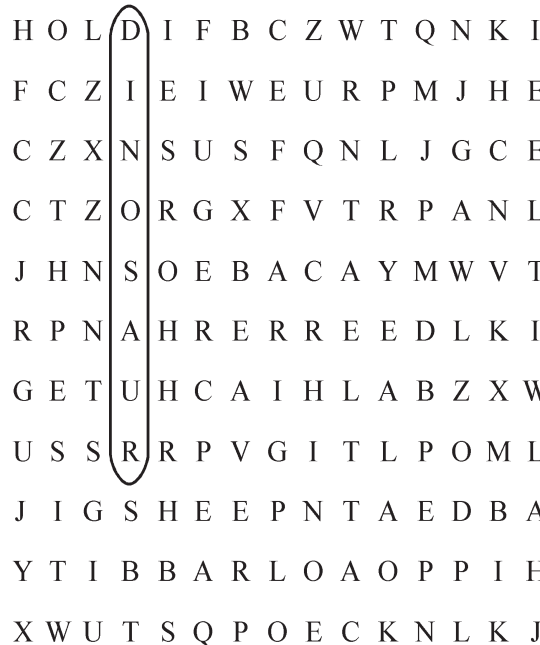 H O L D I F B C Z W T Q N K I
F C Z I E I W E U R P M J H E
C Z X N S U S F Q N L J G C E
C T Z O R G X F V T R P A N L
J H N S O E B A C A Y M W V T
R P N A H R E R R E E D L K I
G E T U H C A I H L A B Z X W
U S S R R P V G I T L P O M L
J I G S H E E P N T A E D B A
Y T I B B A R L O A O P P I H
X W U T S Q P O E C K N L K J